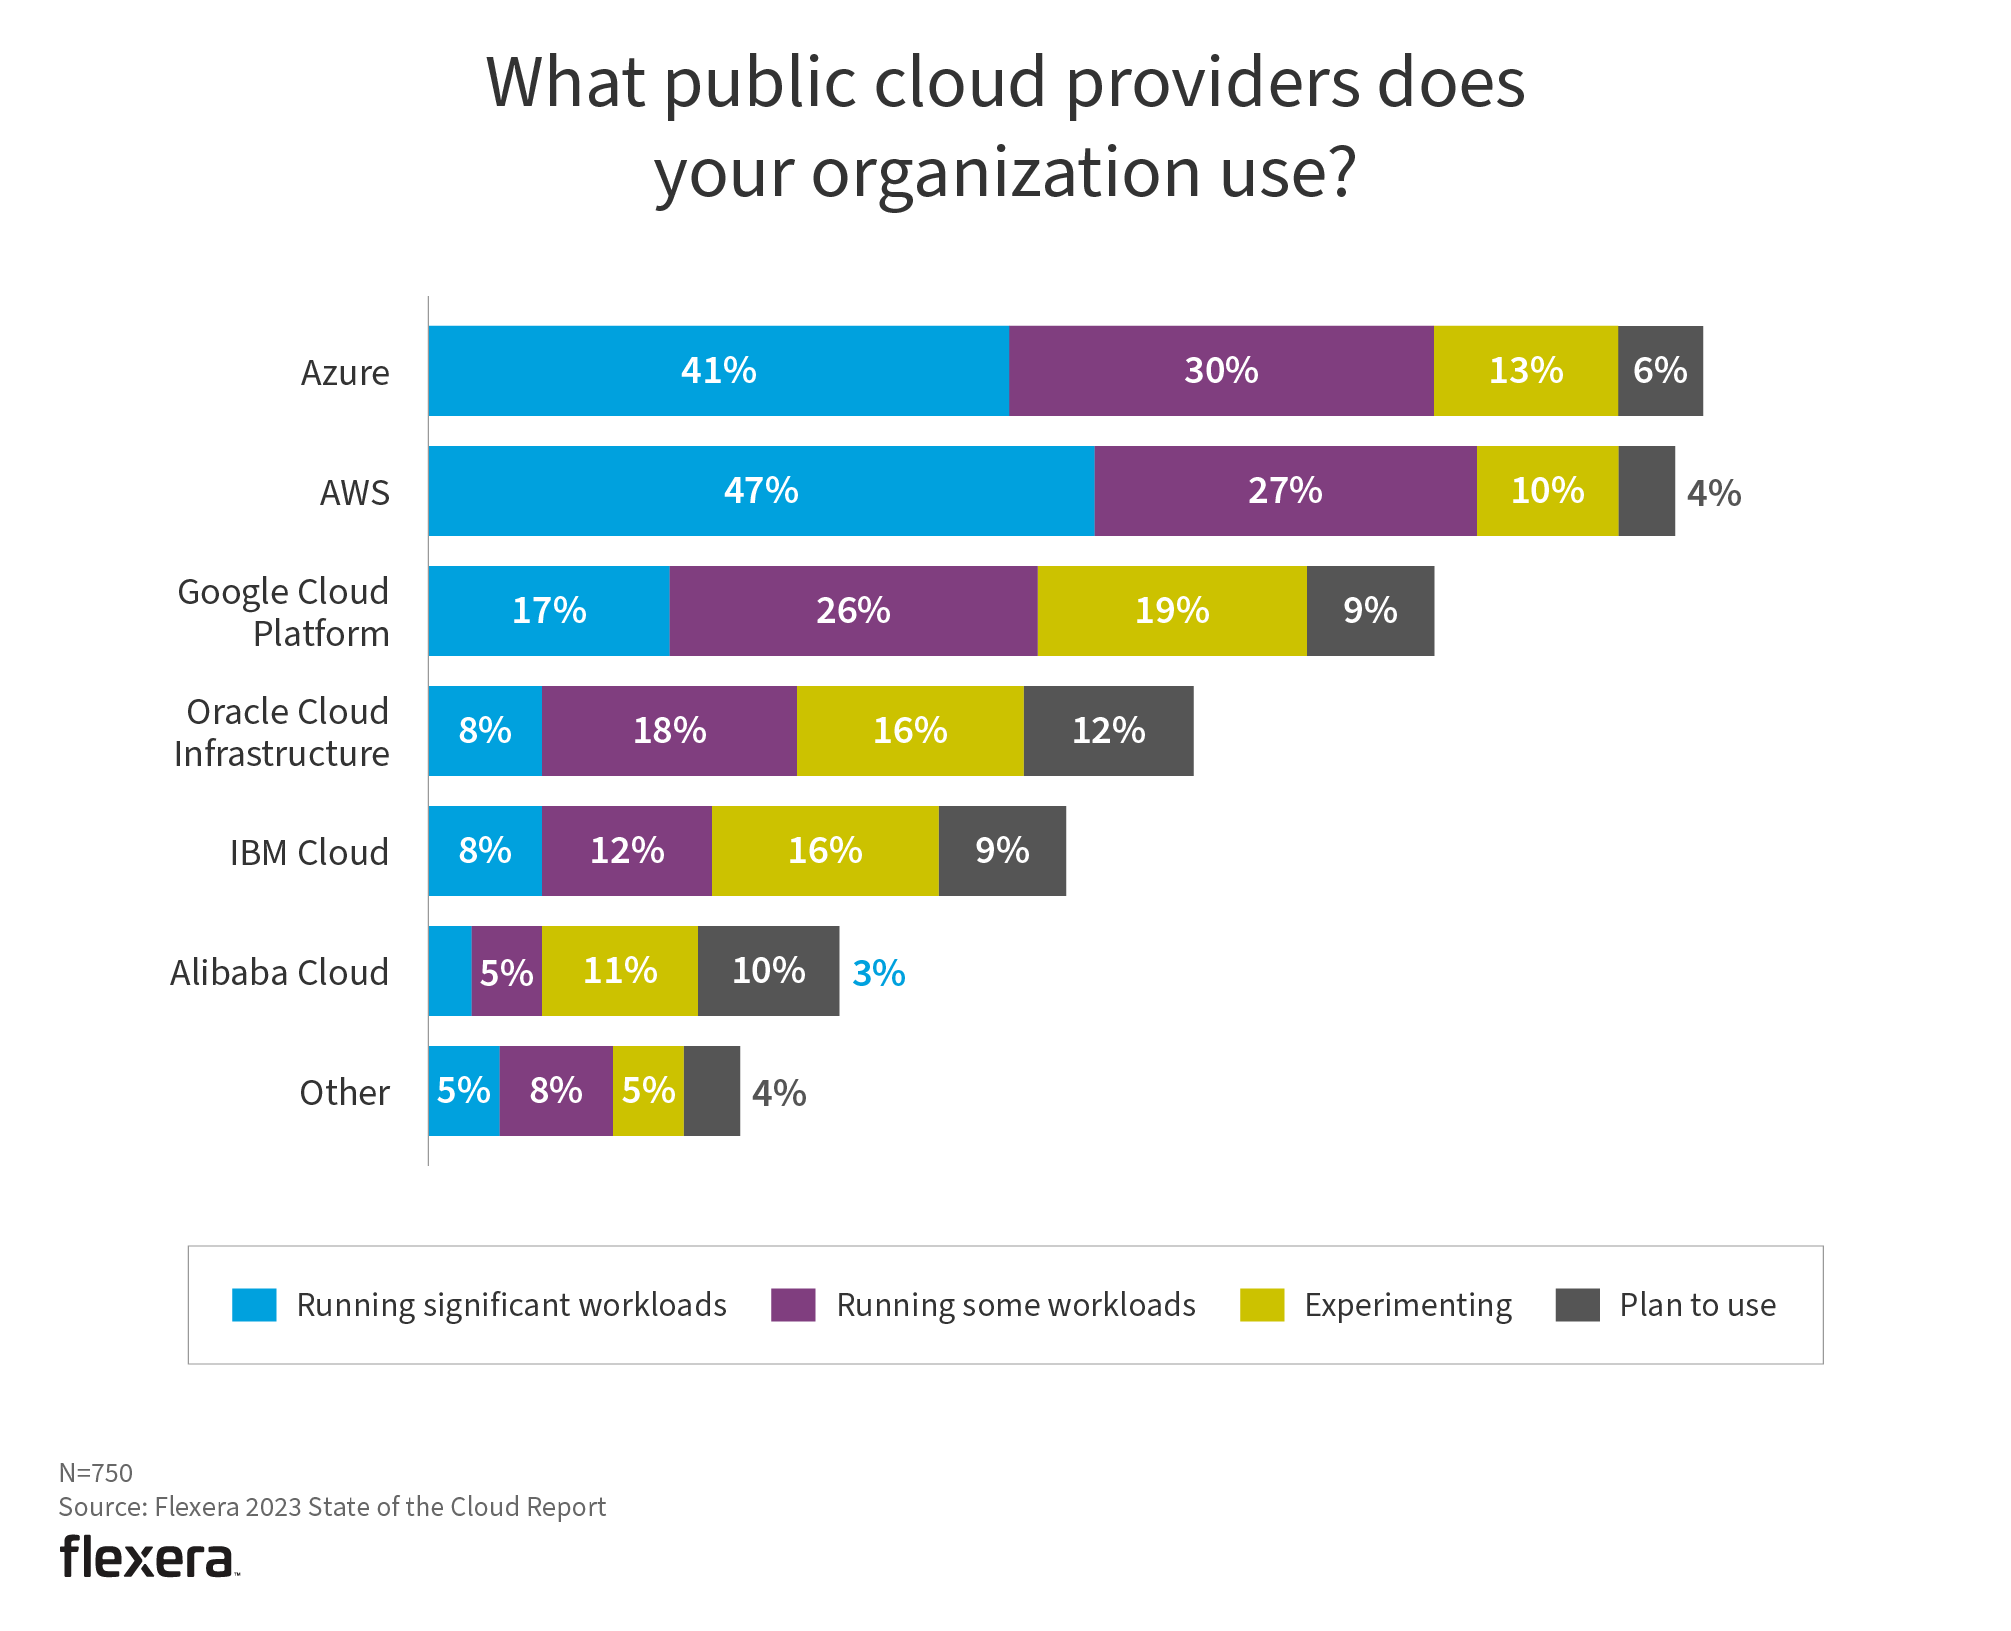 What public cloud providers does
your organization use?
Azure
41%
30%
13%
6%
AWS
47%
27%
10%
4%
Google Cloud
Platform
17%
26%
19%
9%
Oracle Cloud
Infrastructure
8%
18%
16%
12%
IBM Cloud
8%
12%
16%
9%
Alibaba Cloud
5%
11%
10%
3%
Other
5%
8%
5%
4%
Running significant workloads
Running some workloads
Experimenting
Plan to use
N=750
Source: Flexera 2023 State of the Cloud Report
flexera™